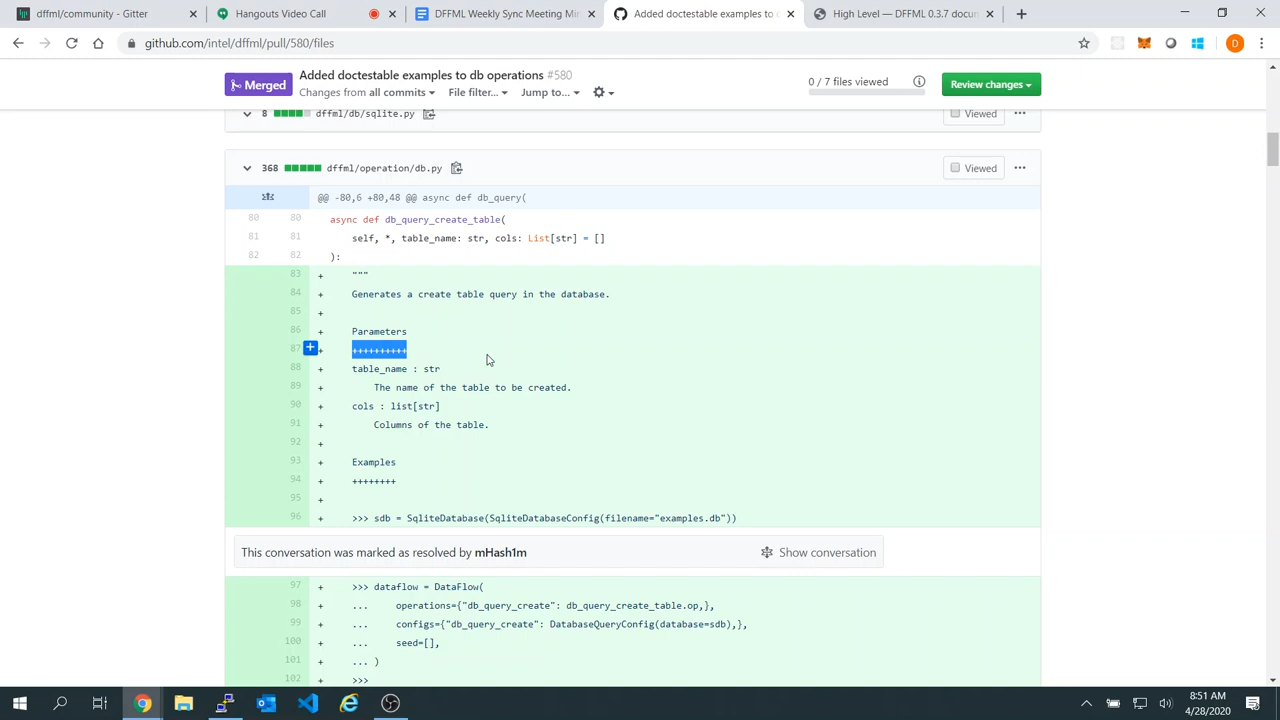 dffml/community - Gitter
Hangouts Video Call
DFFML Weekly Sync Meeting Min
Added doctestable examples to d
High Level — DFFML 0.3.7 docum
github.com/intel/dffml/pull/580/files
D
Merged
Added doctestable examples to db operations #580
Changes from all commits
File filter...
Jump to...
0 / 7 files viewed
Review changes
8 dffml/db/sqlite.py
Viewed
368 dffml/operation/db.py
Viewed
@@ -80,6 +80,48 @@ async def db_query(
80 80 async def db_query_create_table(
81 81 self, *, table_name: str, cols: List[str] = []
82 82 ):
83 + """
84 + Generates a create table query in the database.
85 +
86 + Parameters
87 + ++++++++++
88 + table_name : str
89 + The name of the table to be created.
90 + cols : list[str]
91 + Columns of the table.
92 +
93 + Examples
94 + ++++++++
95 +
96 + >>> sdb = SqliteDatabase(SqliteDatabaseConfig(filename="examples.db"))
This conversation was marked as resolved by mHash1m
Show conversation
97 + >>> dataflow = DataFlow(
98 + ... operations={"db_query_create": db_query_create_table.op,},
99 + ... configs={"db_query_create": DatabaseQueryConfig(database=sdb),},
100 + ... seed=[],
101 + ... )
102 + >>>
8:51 AM
4/28/2020